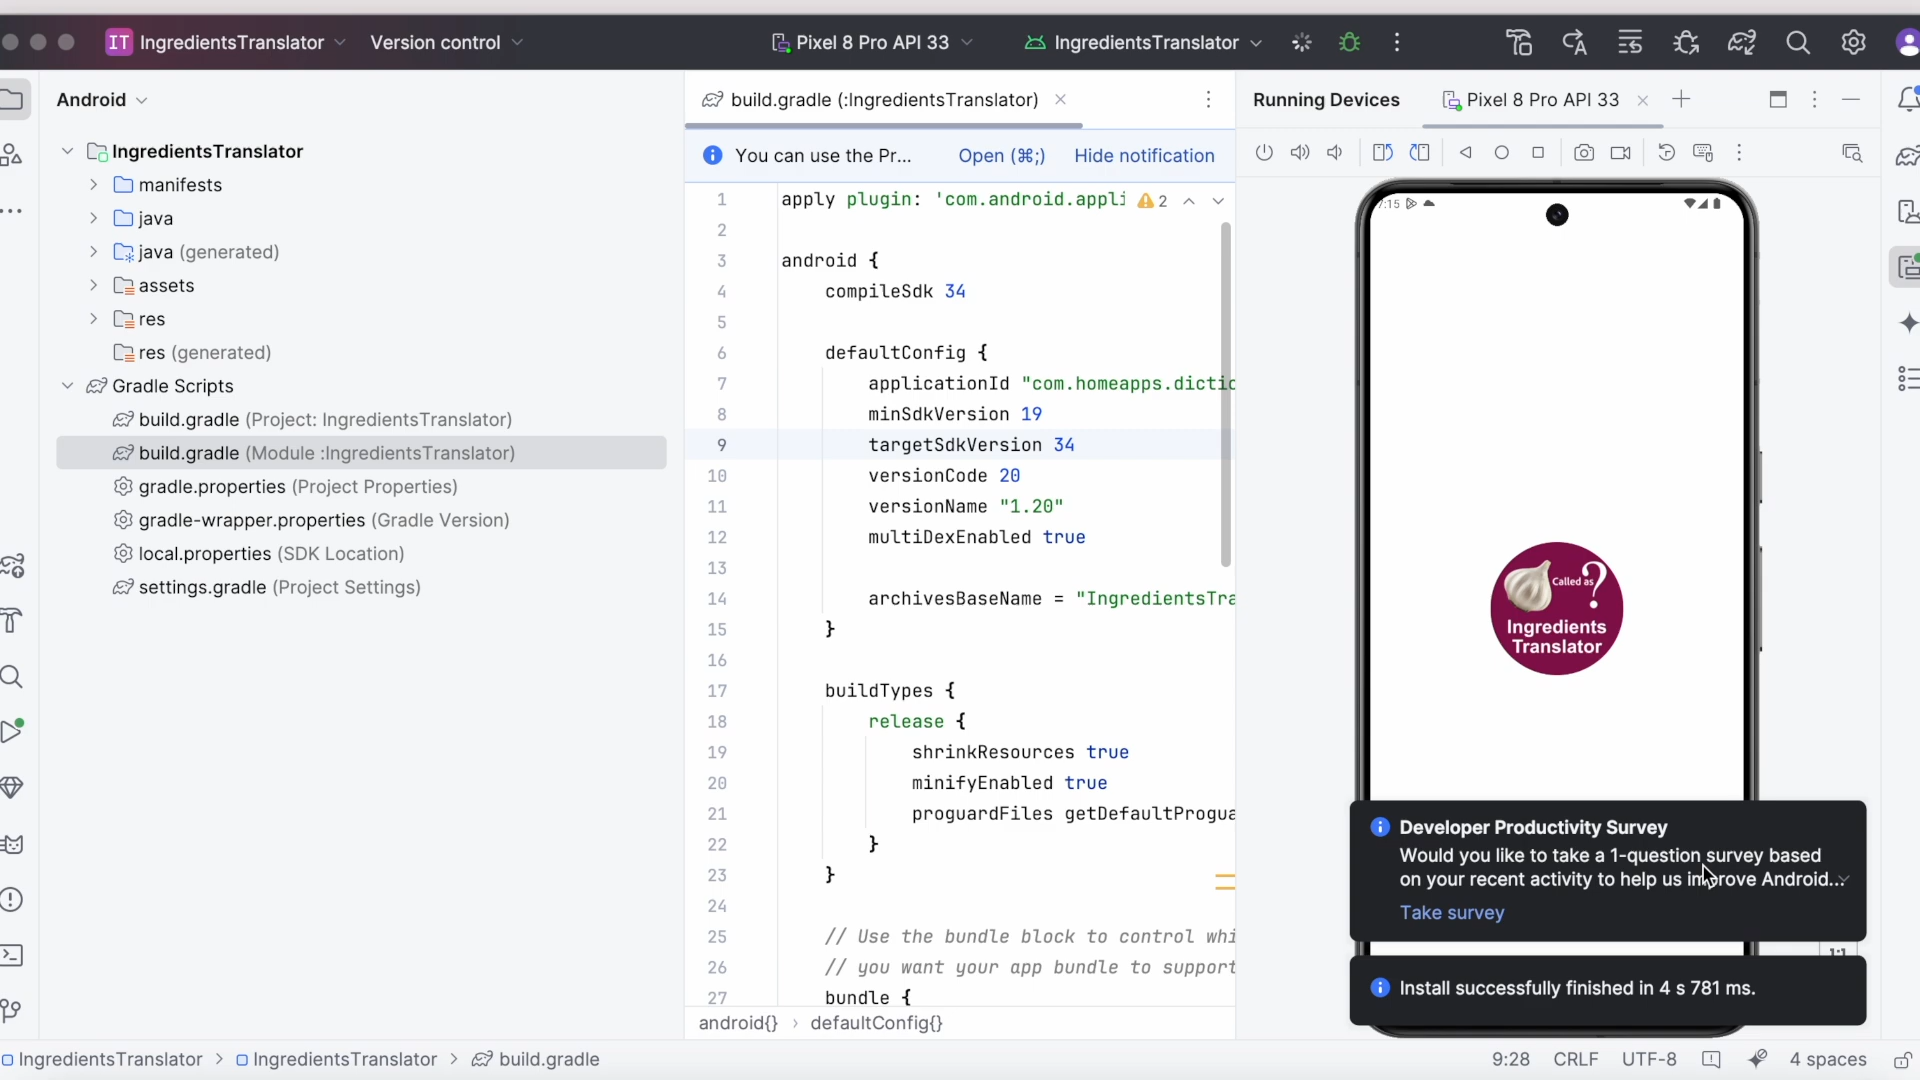 IT IngredientsTranslator
Version control
Pixel 8 Pro API 33
IngredientsTranslator
Android
IngredientsTranslator
manifests
java
java (generated)
assets
res
res (generated)
Gradle Scripts
build.gradle (Project: IngredientsTranslator)
build.gradle (Module :IngredientsTranslator)
gradle.properties (Project Properties)
gradle-wrapper.properties (Gradle Version)
local.properties (SDK Location)
settings.gradle (Project Settings)
build.gradle (:IngredientsTranslator)
You can use the Pr... Open (⌘;) Hide notification
2
1 apply plugin: 'com.android.appli
2
3 android {
4 compileSdk 34
5
6 defaultConfig {
7 applicationId "com.homeapps.dictic
8 minSdkVersion 19
9 targetSdkVersion 34
10 versionCode 20
11 versionName "1.20"
12 multiDexEnabled true
13
14 archivesBaseName = "IngredientsTra
15 }
16
17 buildTypes {
18 release {
19 shrinkResources true
20 minifyEnabled true
21 proguardFiles getDefaultProgua
22 }
23 }
24
25 // Use the bundle block to control whi
26 // you want your app bundle to support
27 bundle {
android{} › defaultConfig{}
Running Devices
Pixel 8 Pro API 33
7:15
Called as ?
Ingredients
Translator
Developer Productivity Survey
Would you like to take a 1-question survey based
on your recent activity to help us improve Android...
Take survey
1:1
Install successfully finished in 4 s 781 ms.
IngredientsTranslator > IngredientsTranslator > build.gradle
9:28 CRLF UTF-8 4 spaces